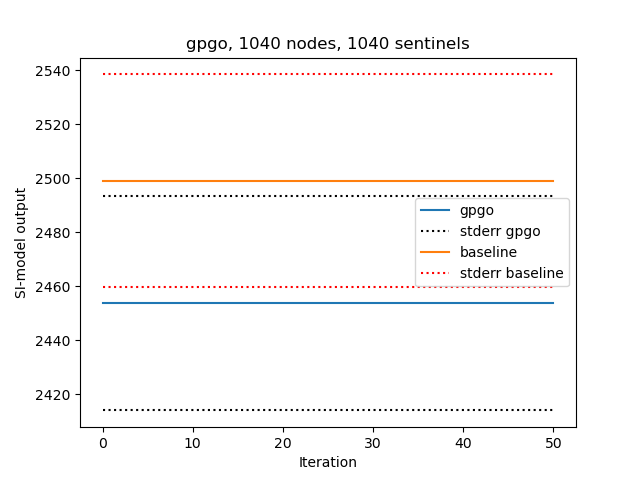 gpgo, 1040 nodes, 1040 sentinels
SI-model output
2540
2520
2500
2480
2460
2440
2420
gpgo
stderr gpgo
baseline
stderr baseline
0 10 20 30 40 50
Iteration